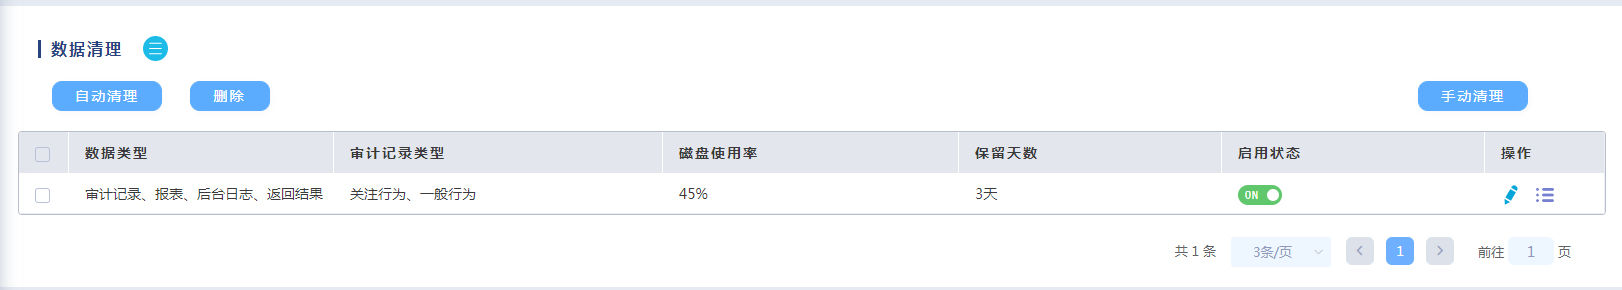 数据清理
自动清理 删除 手动清理
数据类型 审计记录类型 磁盘使用率 保留天数 启用状态 操作
审计记录、报表、后台日志、返回结果 关注行为、一般行为 45% 3天 ON
共 1 条 3条/页 1 前往 1 页